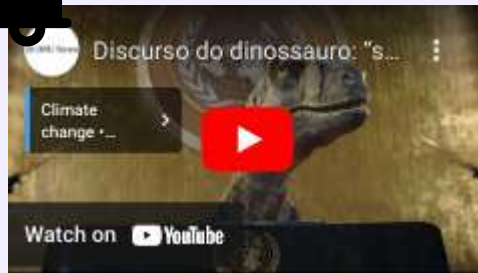 Discurso do dinossauro: "s...
Climate
change •...
Watch on YouTube